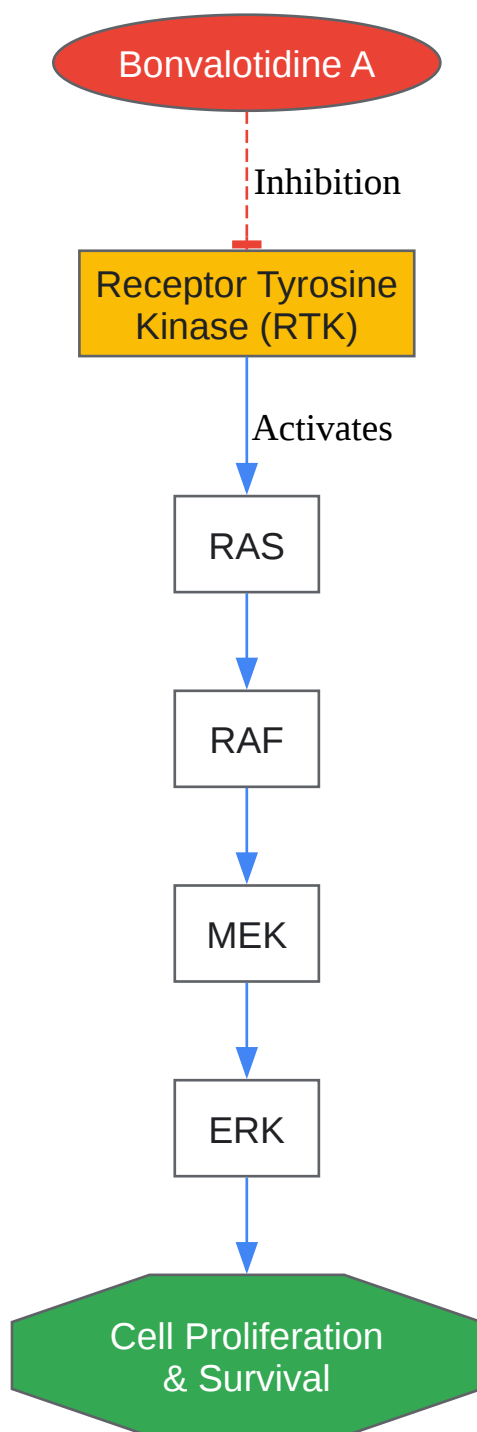 Bonvalotidine A
Inhibition
Receptor Tyrosine
Kinase (RTK)
Activates
RAS
RAF
MEK
ERK
Cell Proliferation
& Survival